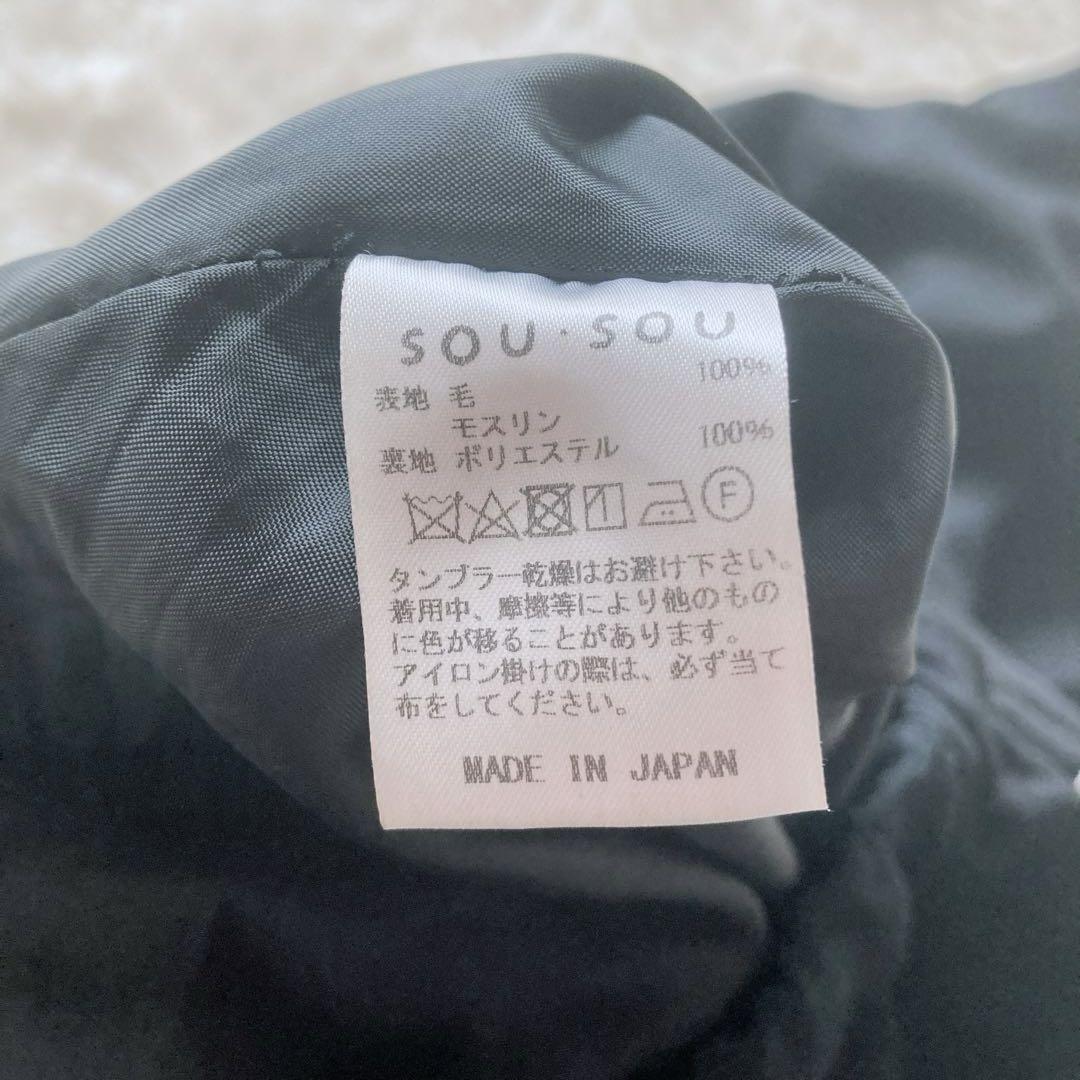 SOU・SOU
表地 毛 100%
モスリン
裏地 ポリエステル 100%
F
タンブラー乾燥はお避け下さい。
着用中、摩擦等により他のもの
に色が移ることがあります。
アイロン掛けの際は、必ず当て
布をしてください。
MADE IN JAPAN